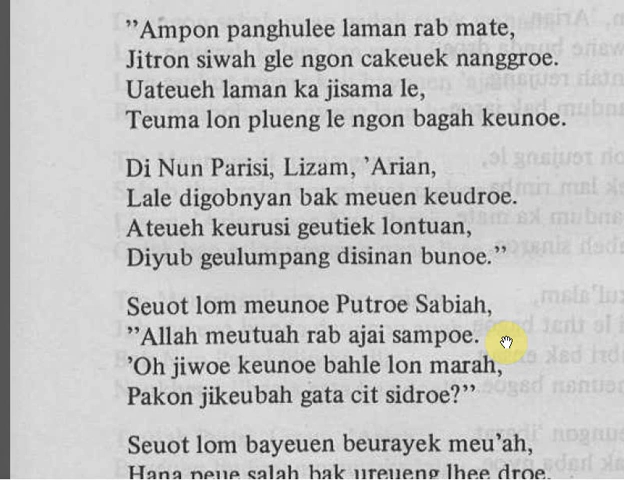 ”Ampon panghulee laman rab mate,
Jitron siwah gle ngon cakeuek nanggroe.
Uateueh laman ka jisama le,
Teuma lon plueng le ngon bagah keunoe.
Di Nun Parisi, Lizam, ’Arian,
Lale digobnyan bak meuen keudroe.
Ateueh keurusi geutiek lontuan,
Diyub geulumpang disinan bunoe.”
Seuot lom meunoe Putroe Sabiah,
”Allah meutuah rab ajai sampoe.
’Oh jiwoe keunoe bahle lon marah,
Pakon jikeubah gata cit sidroe?”
Seuot lom bayeuen beurayek meu’ah,
Hana peue salah bak ureueng lhee droe.